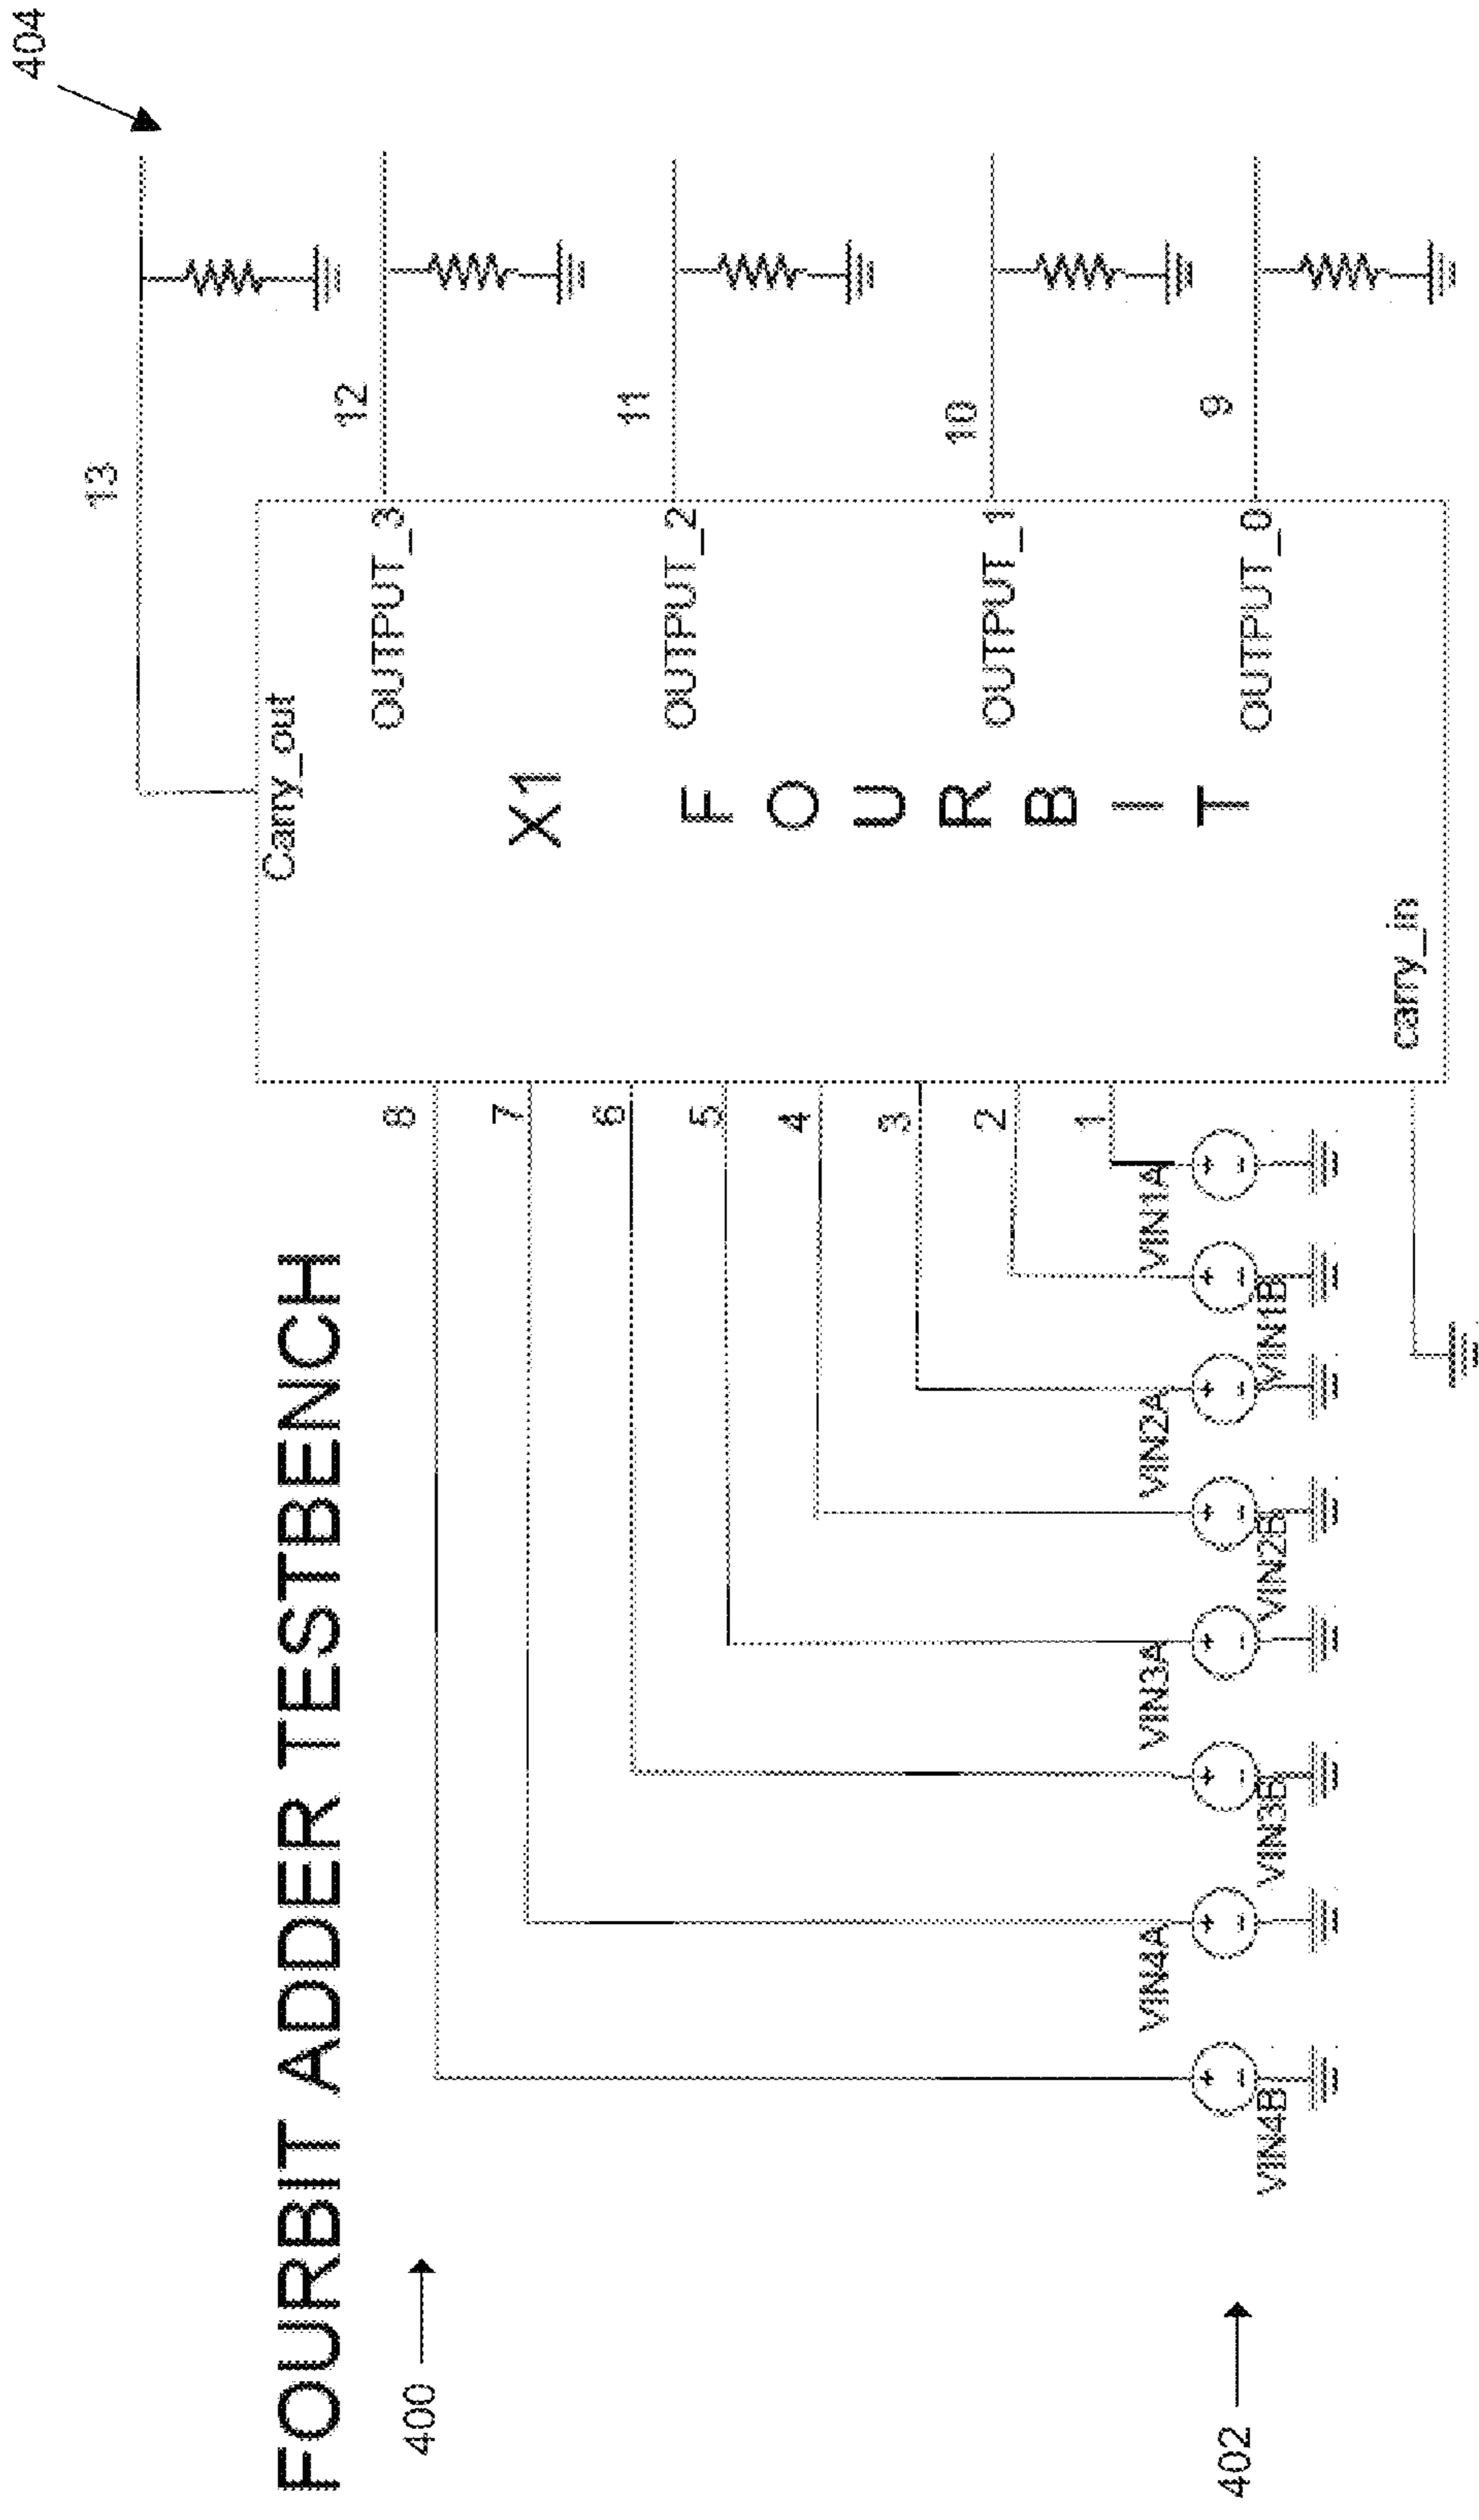 FOURBIT ADDER TESTBENCH
404
400
402
13
Carry_out
12
OUTPUT_3
11
OUTPUT_2
10
OUTPUT_1
9
OUTPUT_0
X1
F
O
U
R
B
I
T
carry_in
8
7
6
5
4
3
2
1
VIN4B
VIN4A
VIN3B
VIN3A
VIN2B
VIN2A
VIN1B
VIN1A